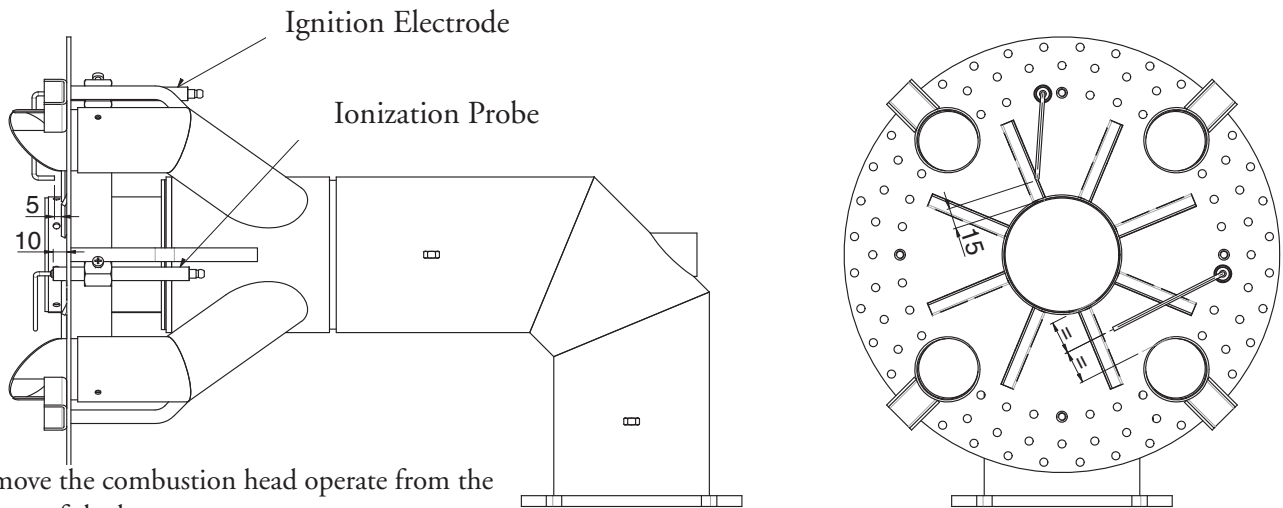 Ignition Electrode
Ionization Probe
5
10
15
=
=
move the combustion head operate from the